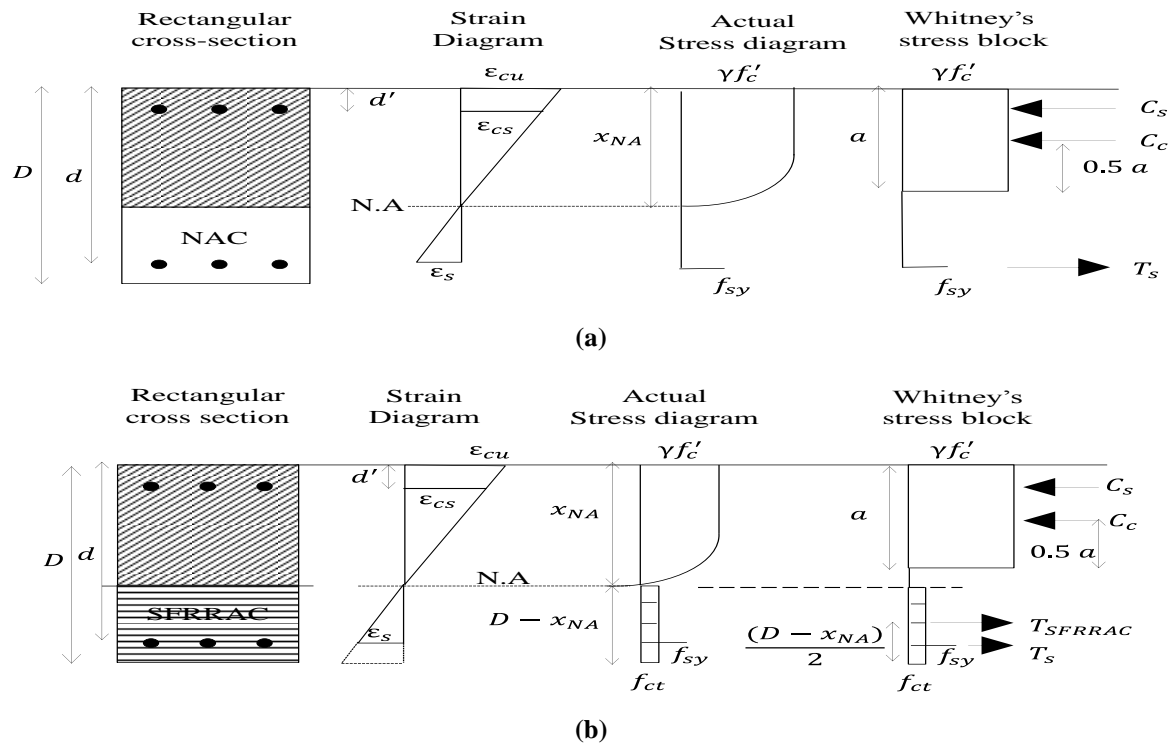 Rectangular
cross-section
Strain
Diagram
Actual
Stress diagram
Whitney's
stress block
ε_cu
γf_c′
γf_c′
d′
ε_cs
x_NA
a
C_s
C_c
0.5 a
D
d
N.A
NAC
ε_s
f_sy
f_sy
T_s
(a)
Rectangular
cross section
Strain
Diagram
Actual
Stress diagram
Whitney's
stress block
ε_cu
γf_c′
γf_c′
d′
ε_cs
x_NA
a
C_s
C_c
0.5 a
D
d
N.A
SFRRAC
ε_s
D − x_NA
f_sy
f_ct
(D − x_NA)
2
T_SFRRAC
f_sy
T_s
f_ct
(b)